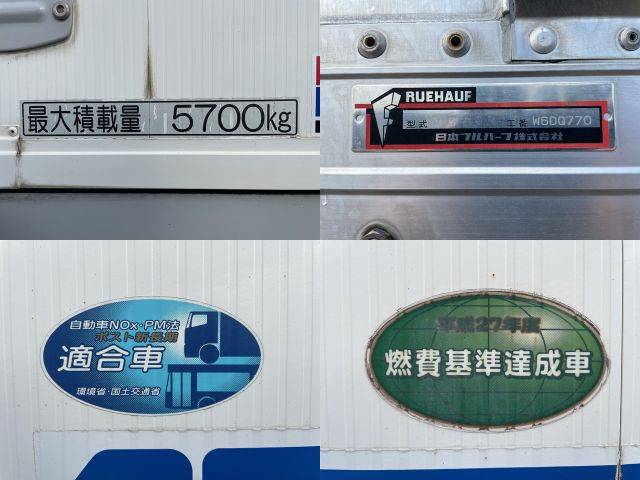 最大積載量 5700kg
RUEHAUF
型式
工番 W6DQ770
日本フルハーフ株式会社
自動車NOx・PM法
ポスト新長期
適合車
環境省・国土交通省
平成27年度
燃費基準達成車